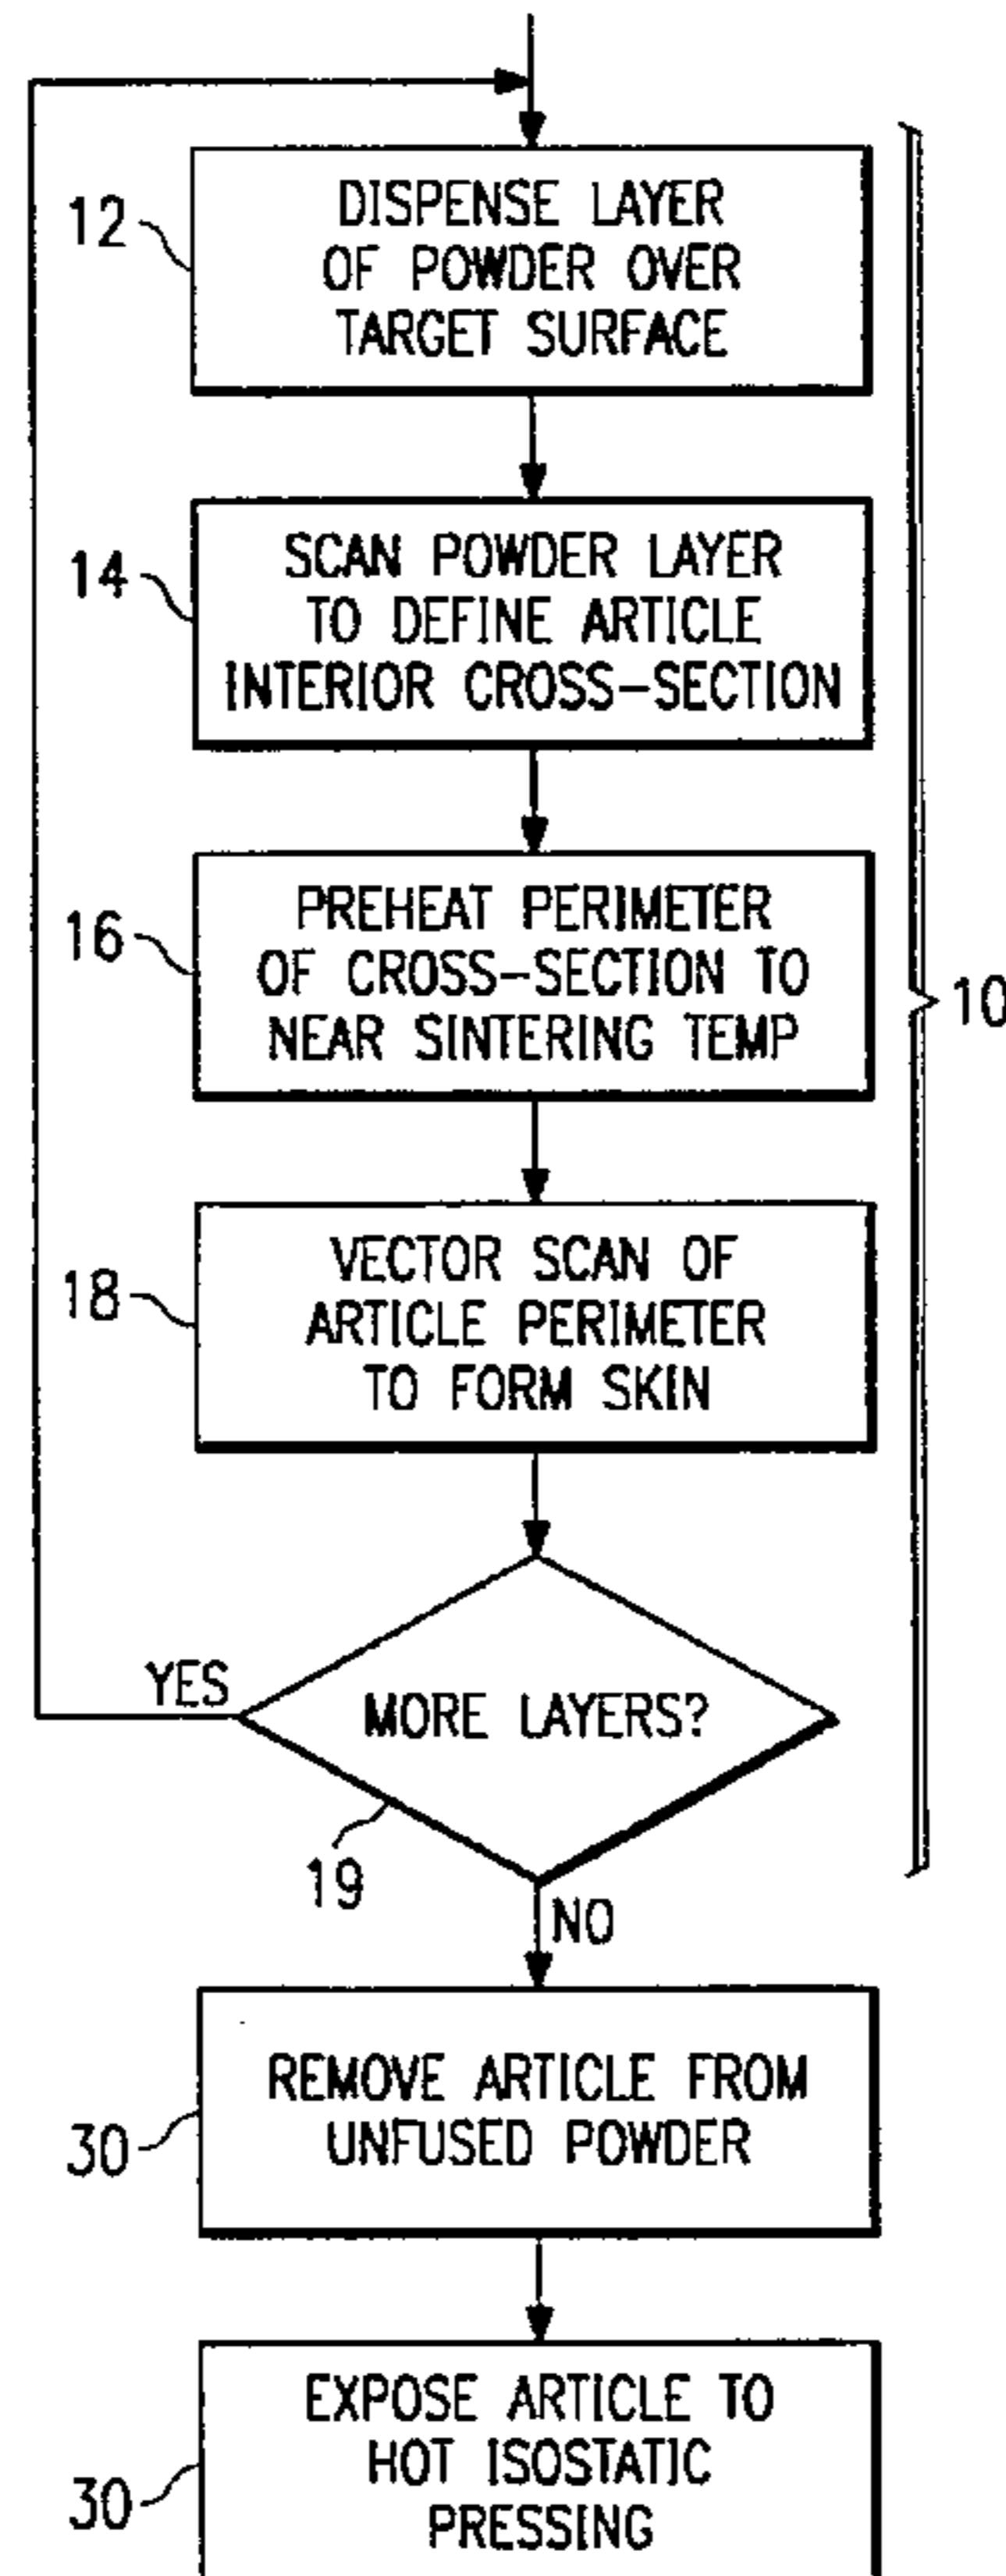 12
DISPENSE LAYER
OF POWDER OVER
TARGET SURFACE
14
SCAN POWDER LAYER
TO DEFINE ARTICLE
INTERIOR CROSS-SECTION
16
PREHEAT PERIMETER
OF CROSS-SECTION TO
NEAR SINTERING TEMP
10
18
VECTOR SCAN OF
ARTICLE PERIMETER
TO FORM SKIN
YES
MORE LAYERS?
19
NO
30
REMOVE ARTICLE FROM
UNFUSED POWDER
30
EXPOSE ARTICLE TO
HOT ISOSTATIC
PRESSING